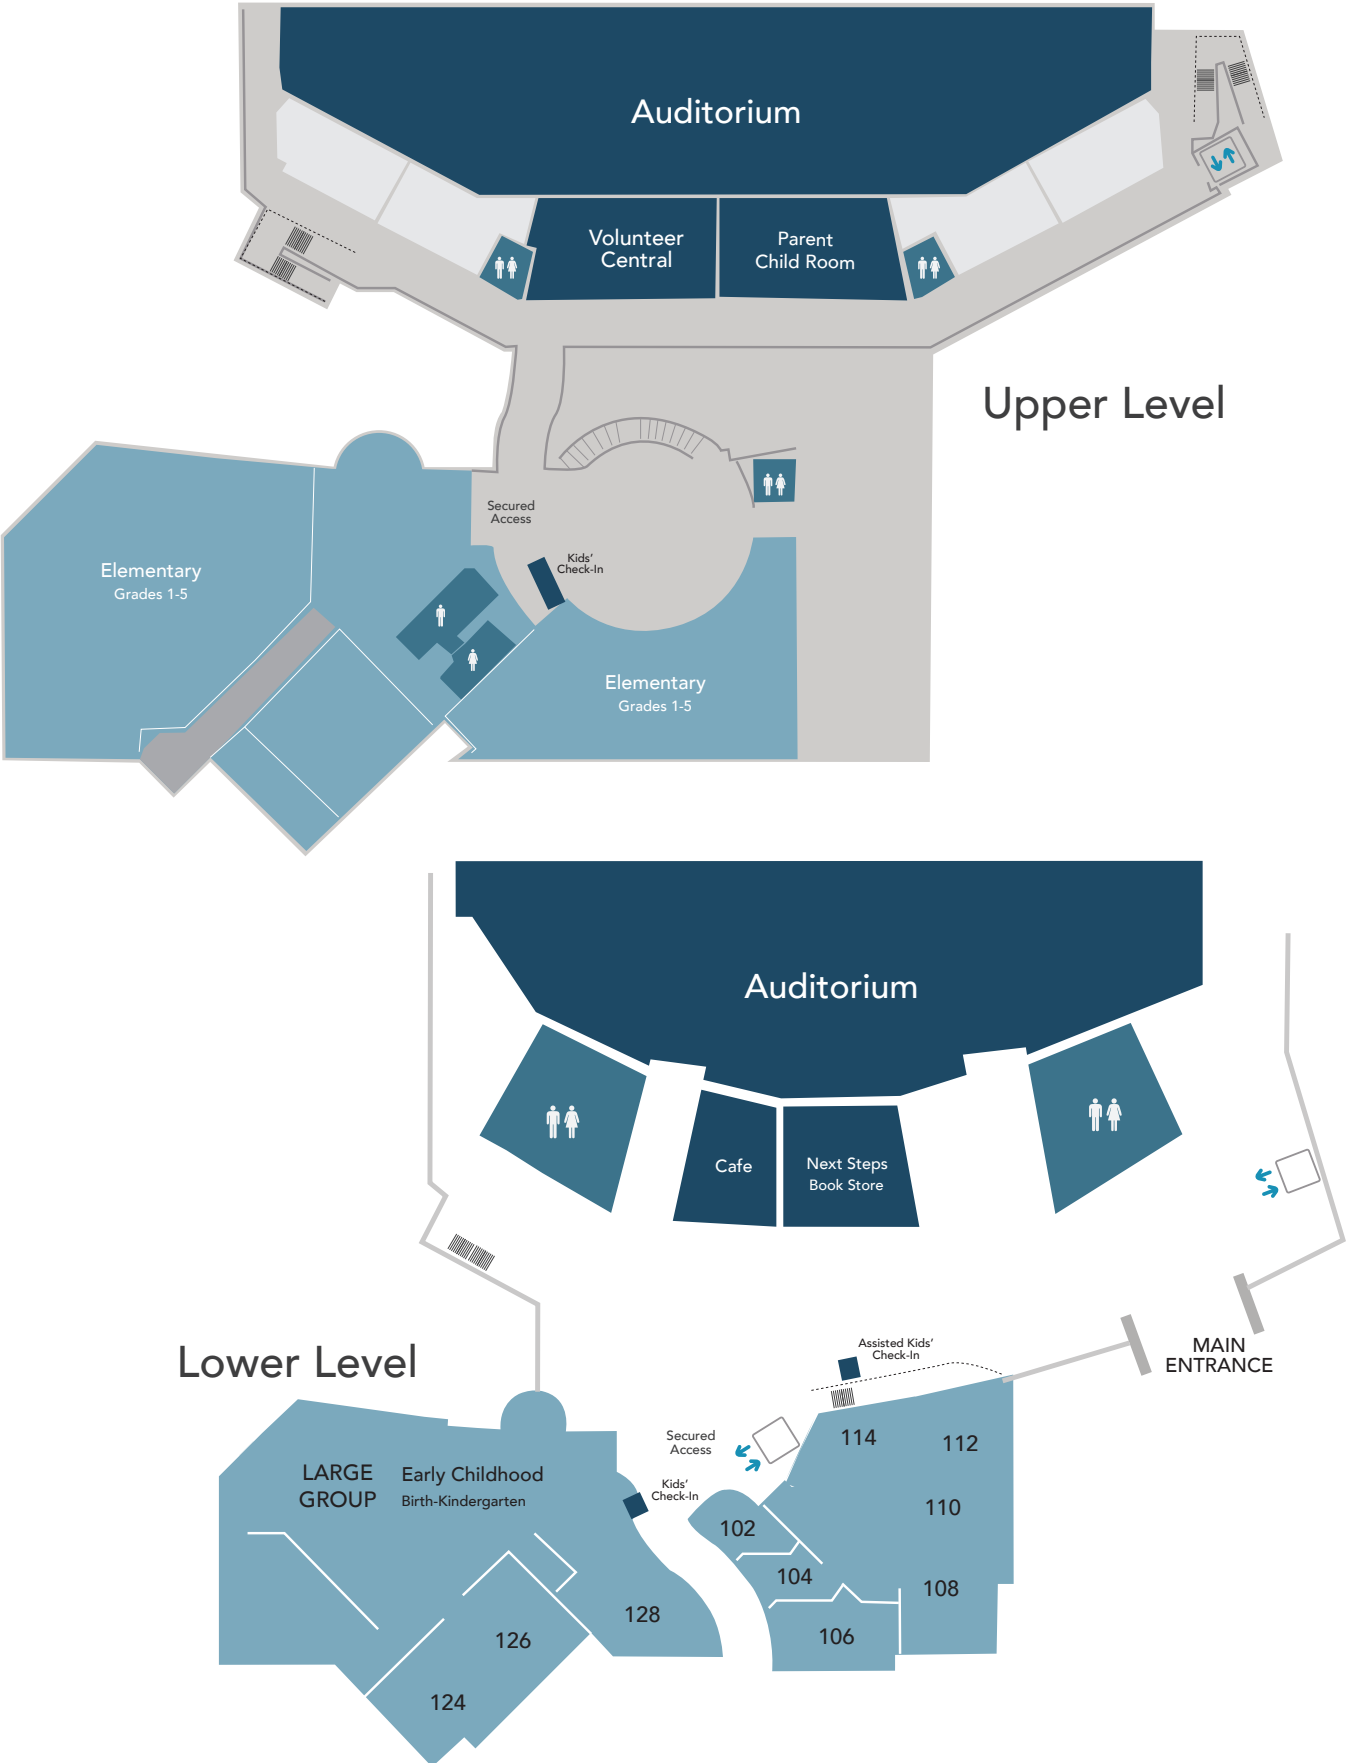 Auditorium
Volunteer
Central
Parent
Child Room
Upper Level
Secured
Access
Kids'
Check-In
Elementary
Grades 1-5
Elementary
Grades 1-5
Auditorium
Cafe
Next Steps
Book Store
MAIN
ENTRANCE
Assisted Kids'
Check-In
Lower Level
Secured
Access
114
112
LARGE
GROUP
Early Childhood
Birth-Kindergarten
Kids'
Check-In
110
102
104
108
128
106
126
124